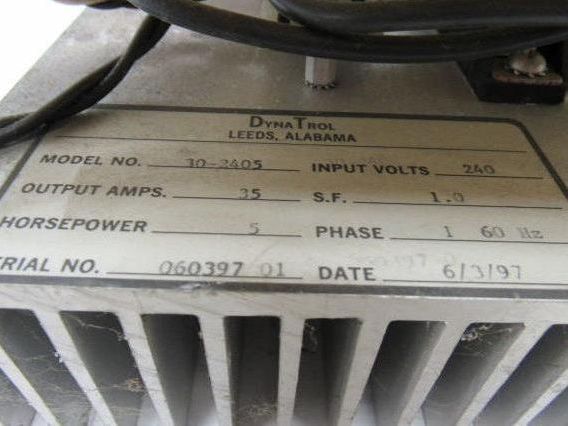 DYNATROL
LEEDS, ALABAMA
MODEL NO. 30-2405 INPUT VOLTS 240
OUTPUT AMPS. 35 S.F. 1.0
HORSEPOWER 5 PHASE 1 60 Hz
ERIAL NO. 060397 01 DATE 6/3/97